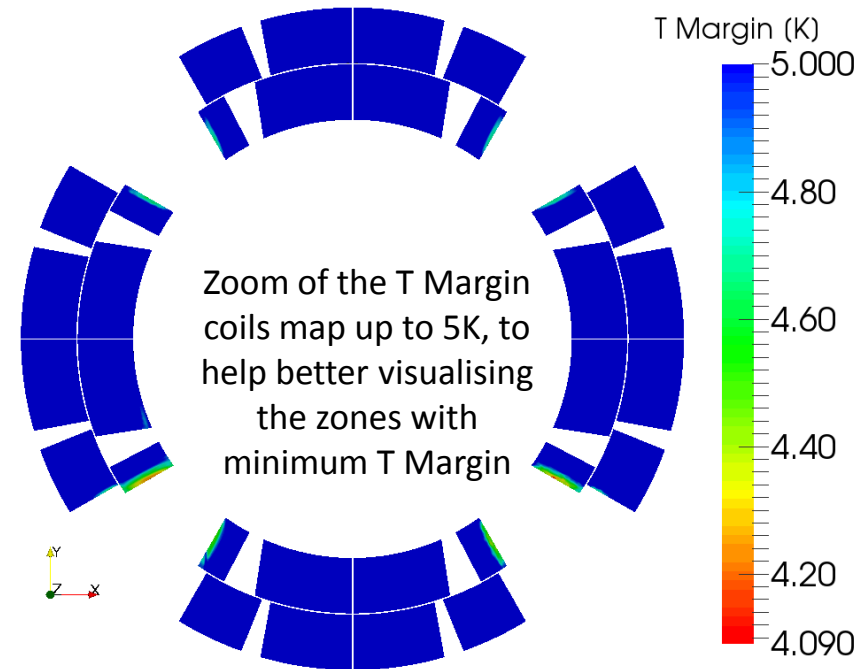 T Margin (K)
5.000
4.80
4.60
4.40
4.20
4.090
Zoom of the T Margin
coils map up to 5K, to
help better visualising
the zones with
minimum T Margin
Y
Z
X